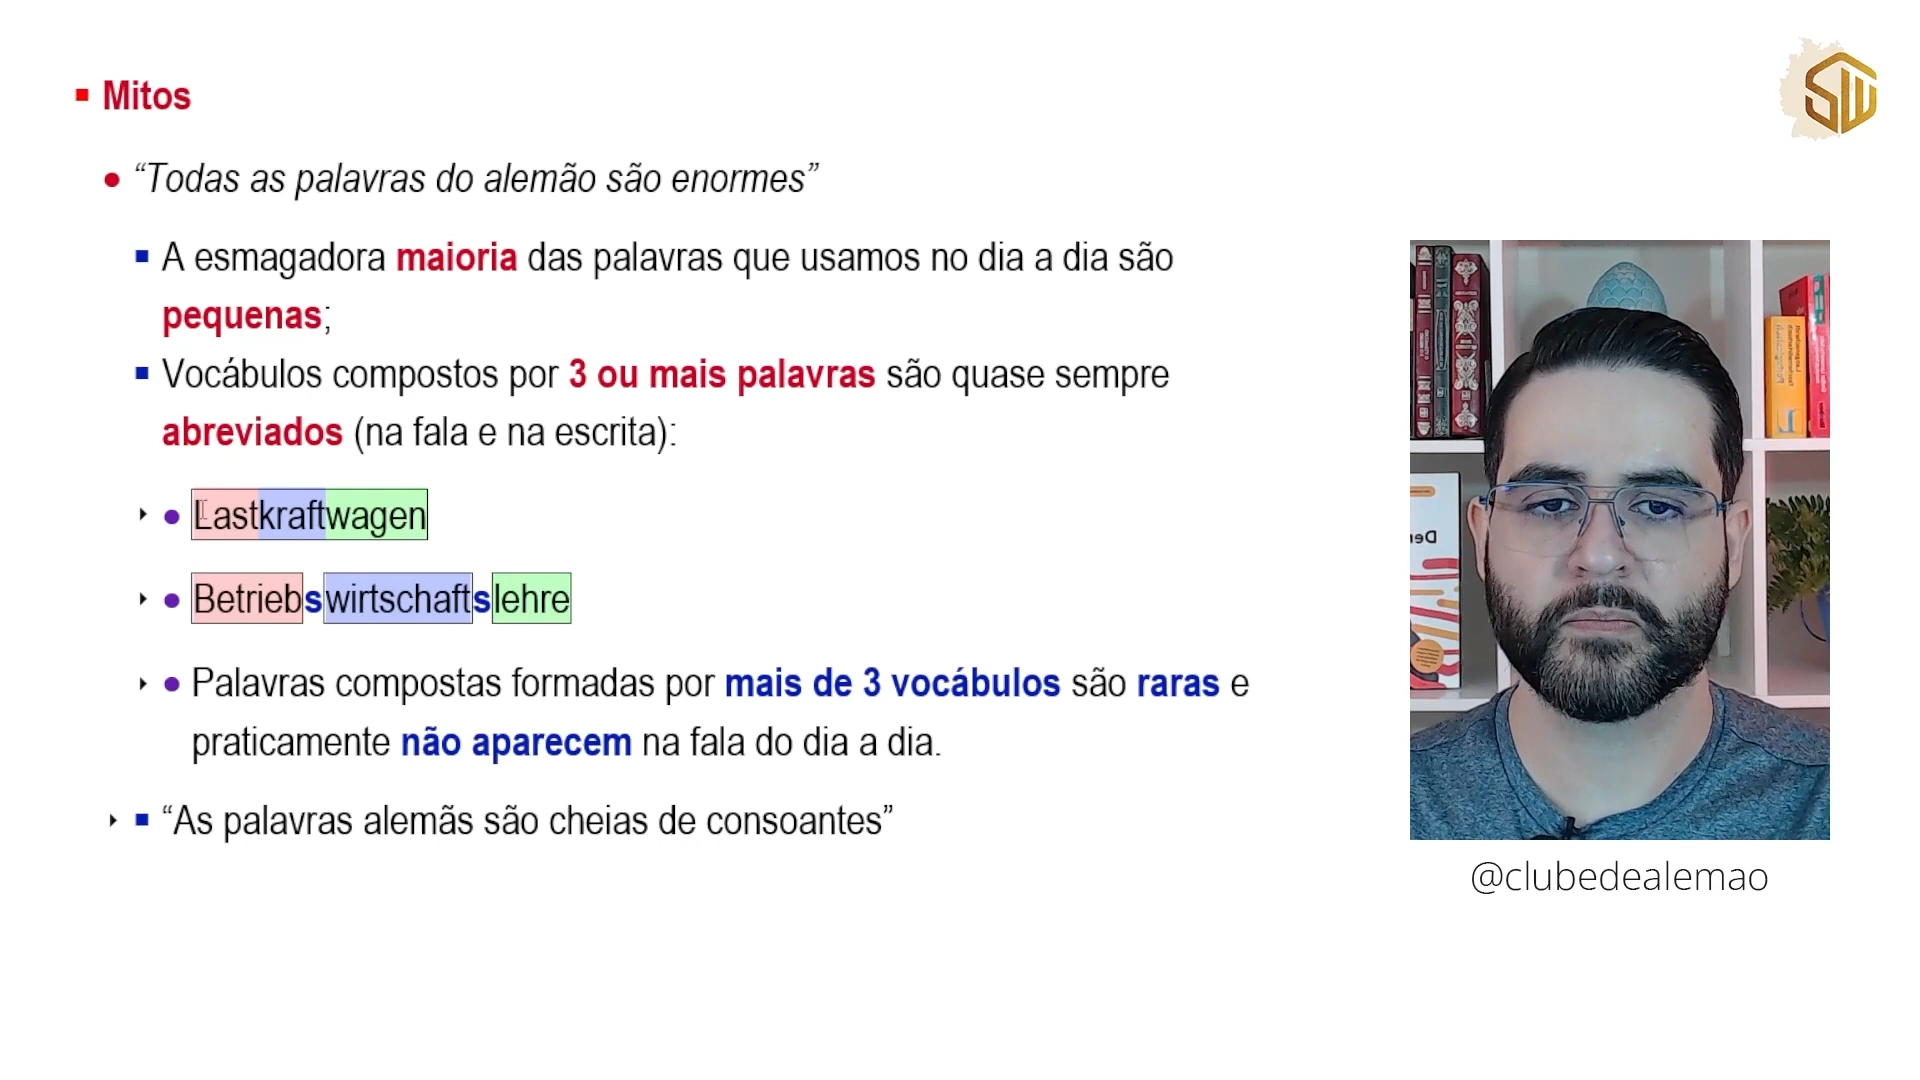 Mitos
“Todas as palavras do alemão são enormes”
A esmagadora maioria das palavras que usamos no dia a dia são
pequenas;
Vocábulos compostos por 3 ou mais palavras são quase sempre
abreviados (na fala e na escrita):
Lastkraftwagen
Betriebswirtschaftslehre
Palavras compostas formadas por mais de 3 vocábulos são raras e
praticamente não aparecem na fala do dia a dia.
“As palavras alemãs são cheias de consoantes”
@clubedealemao